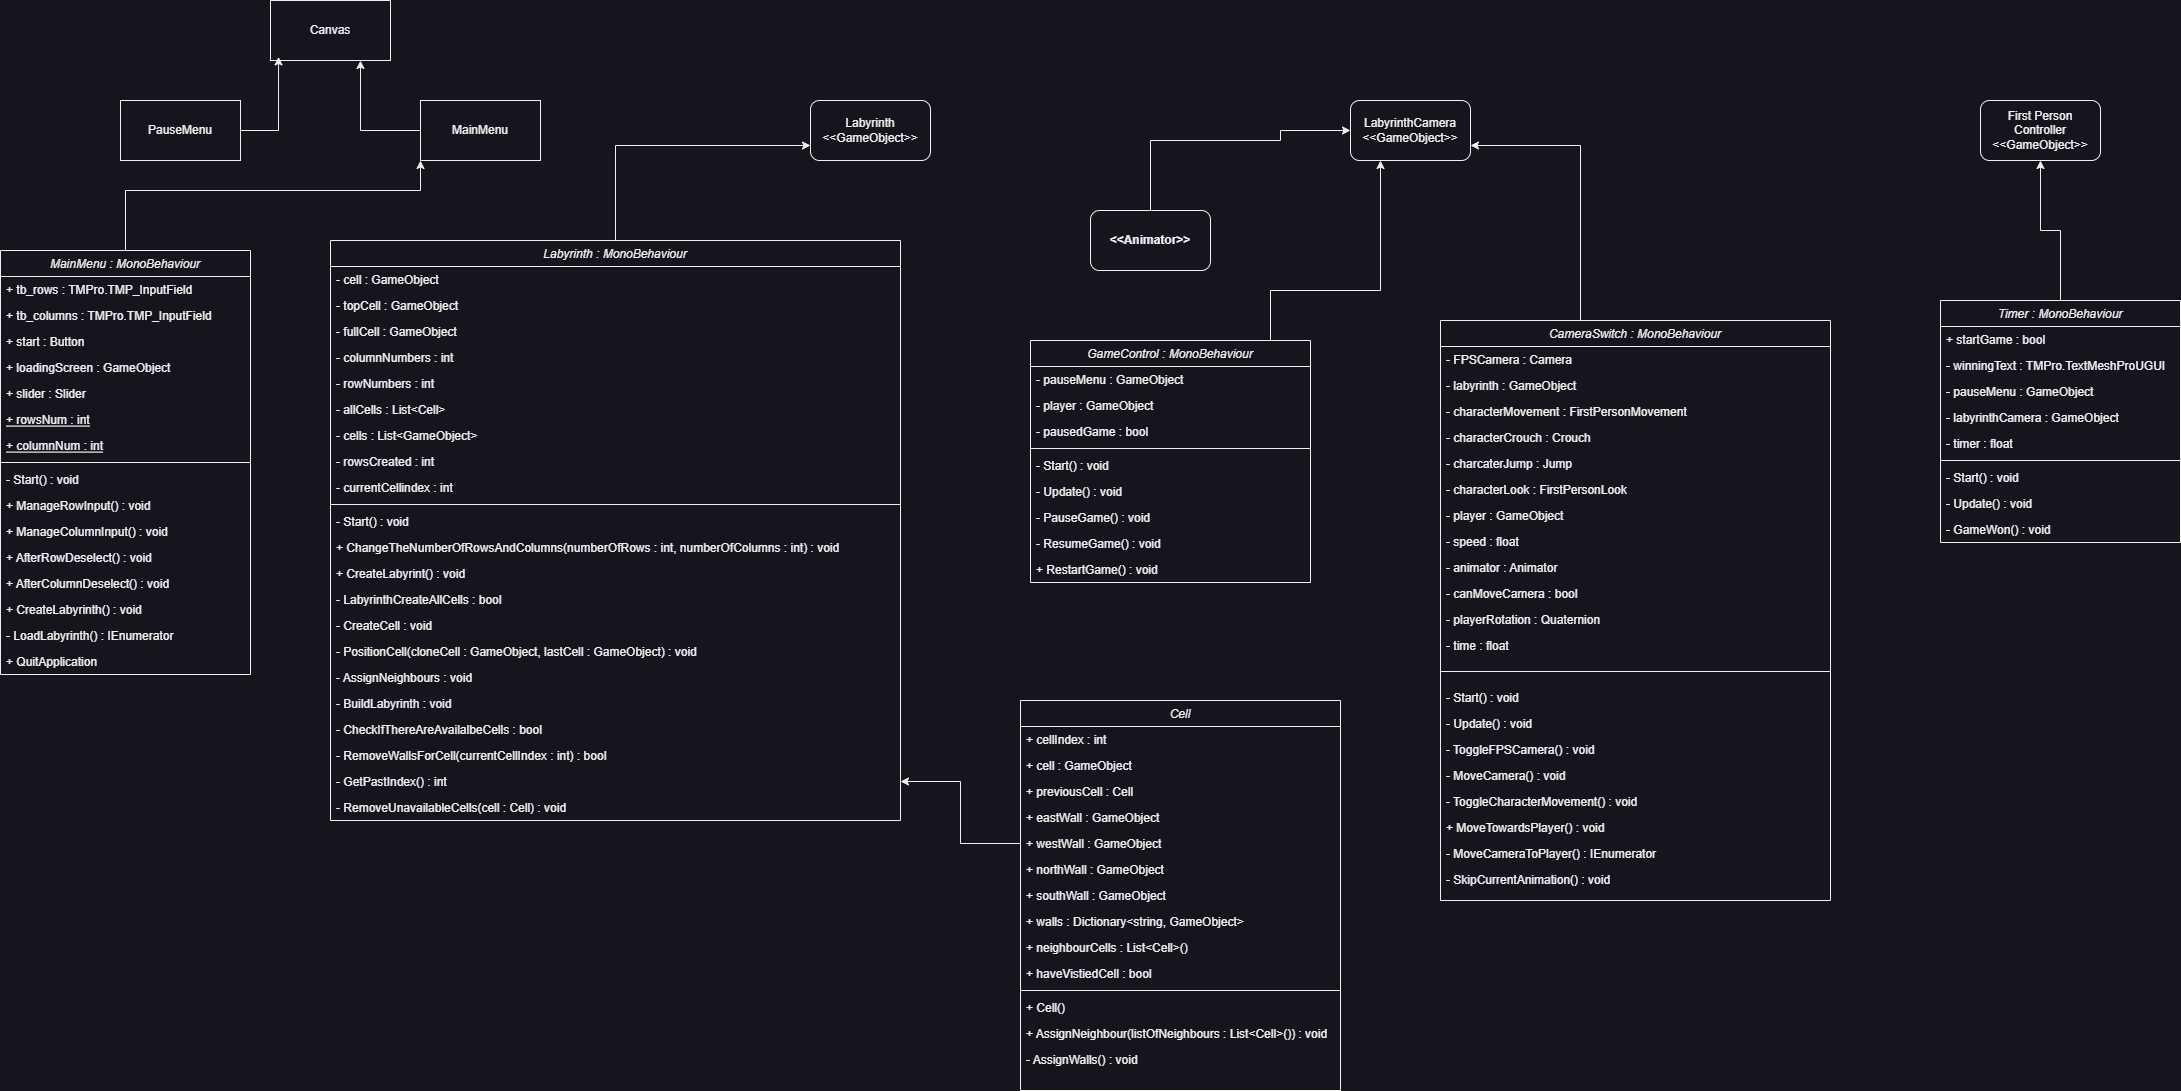 Canvas
PauseMenu
MainMenu
Labyrinth
<<GameObject>>
LabyrinthCamera
<<GameObject>>
First Person
Controller
<<GameObject>>
<<Animator>>
MainMenu : MonoBehaviour
+ tb_rows : TMPro.TMP_InputField
+ tb_columns : TMPro.TMP_InputField
+ start : Button
+ loadingScreen : GameObject
+ slider : Slider
+ rowsNum : int
+ columnNum : int
- Start() : void
+ ManageRowInput() : void
+ ManageColumnInput() : void
+ AfterRowDeselect() : void
+ AfterColumnDeselect() : void
+ CreateLabyrinth() : void
- LoadLabyrinth() : IEnumerator
+ QuitApplication
Labyrinth : MonoBehaviour
- cell : GameObject
- topCell : GameObject
- fullCell : GameObject
- columnNumbers : int
- rowNumbers : int
- allCells : List<Cell>
- cells : List<GameObject>
- rowsCreated : int
- currentCellindex : int
- Start() : void
+ ChangeTheNumberOfRowsAndColumns(numberOfRows : int, numberOfColumns : int) : void
+ CreateLabyrint() : void
- LabyrinthCreateAllCells : bool
- CreateCell : void
- PositionCell(cloneCell : GameObject, lastCell : GameObject) : void
- AssignNeighbours : void
- BuildLabyrinth : void
- CheckIfThereAreAvailalbeCells : bool
- RemoveWallsForCell(currentCellIndex : int) : bool
- GetPastIndex() : int
- RemoveUnavailableCells(cell : Cell) : void
GameControl : MonoBehaviour
- pauseMenu : GameObject
- player : GameObject
- pausedGame : bool
- Start() : void
- Update() : void
- PauseGame() : void
- ResumeGame() : void
+ RestartGame() : void
Cell
+ cellIndex : int
+ cell : GameObject
+ previousCell : Cell
+ eastWall : GameObject
+ westWall : GameObject
+ northWall : GameObject
+ southWall : GameObject
+ walls : Dictionary<string, GameObject>
+ neighbourCells : List<Cell>()
+ haveVistiedCell : bool
+ Cell()
+ AssignNeighbour(listOfNeighbours : List<Cell>()) : void
- AssignWalls() : void
CameraSwitch : MonoBehaviour
- FPSCamera : Camera
- labyrinth : GameObject
- characterMovement : FirstPersonMovement
- characterCrouch : Crouch
- charcaterJump : Jump
- characterLook : FirstPersonLook
- player : GameObject
- speed : float
- animator : Animator
- canMoveCamera : bool
- playerRotation : Quaternion
- time : float
- Start() : void
- Update() : void
- ToggleFPSCamera() : void
- MoveCamera() : void
- ToggleCharacterMovement() : void
+ MoveTowardsPlayer() : void
- MoveCameraToPlayer() : IEnumerator
- SkipCurrentAnimation() : void
Timer : MonoBehaviour
+ startGame : bool
- winningText : TMPro.TextMeshProUGUI
- pauseMenu : GameObject
- labyrinthCamera : GameObject
- timer : float
- Start() : void
- Update() : void
- GameWon() : void